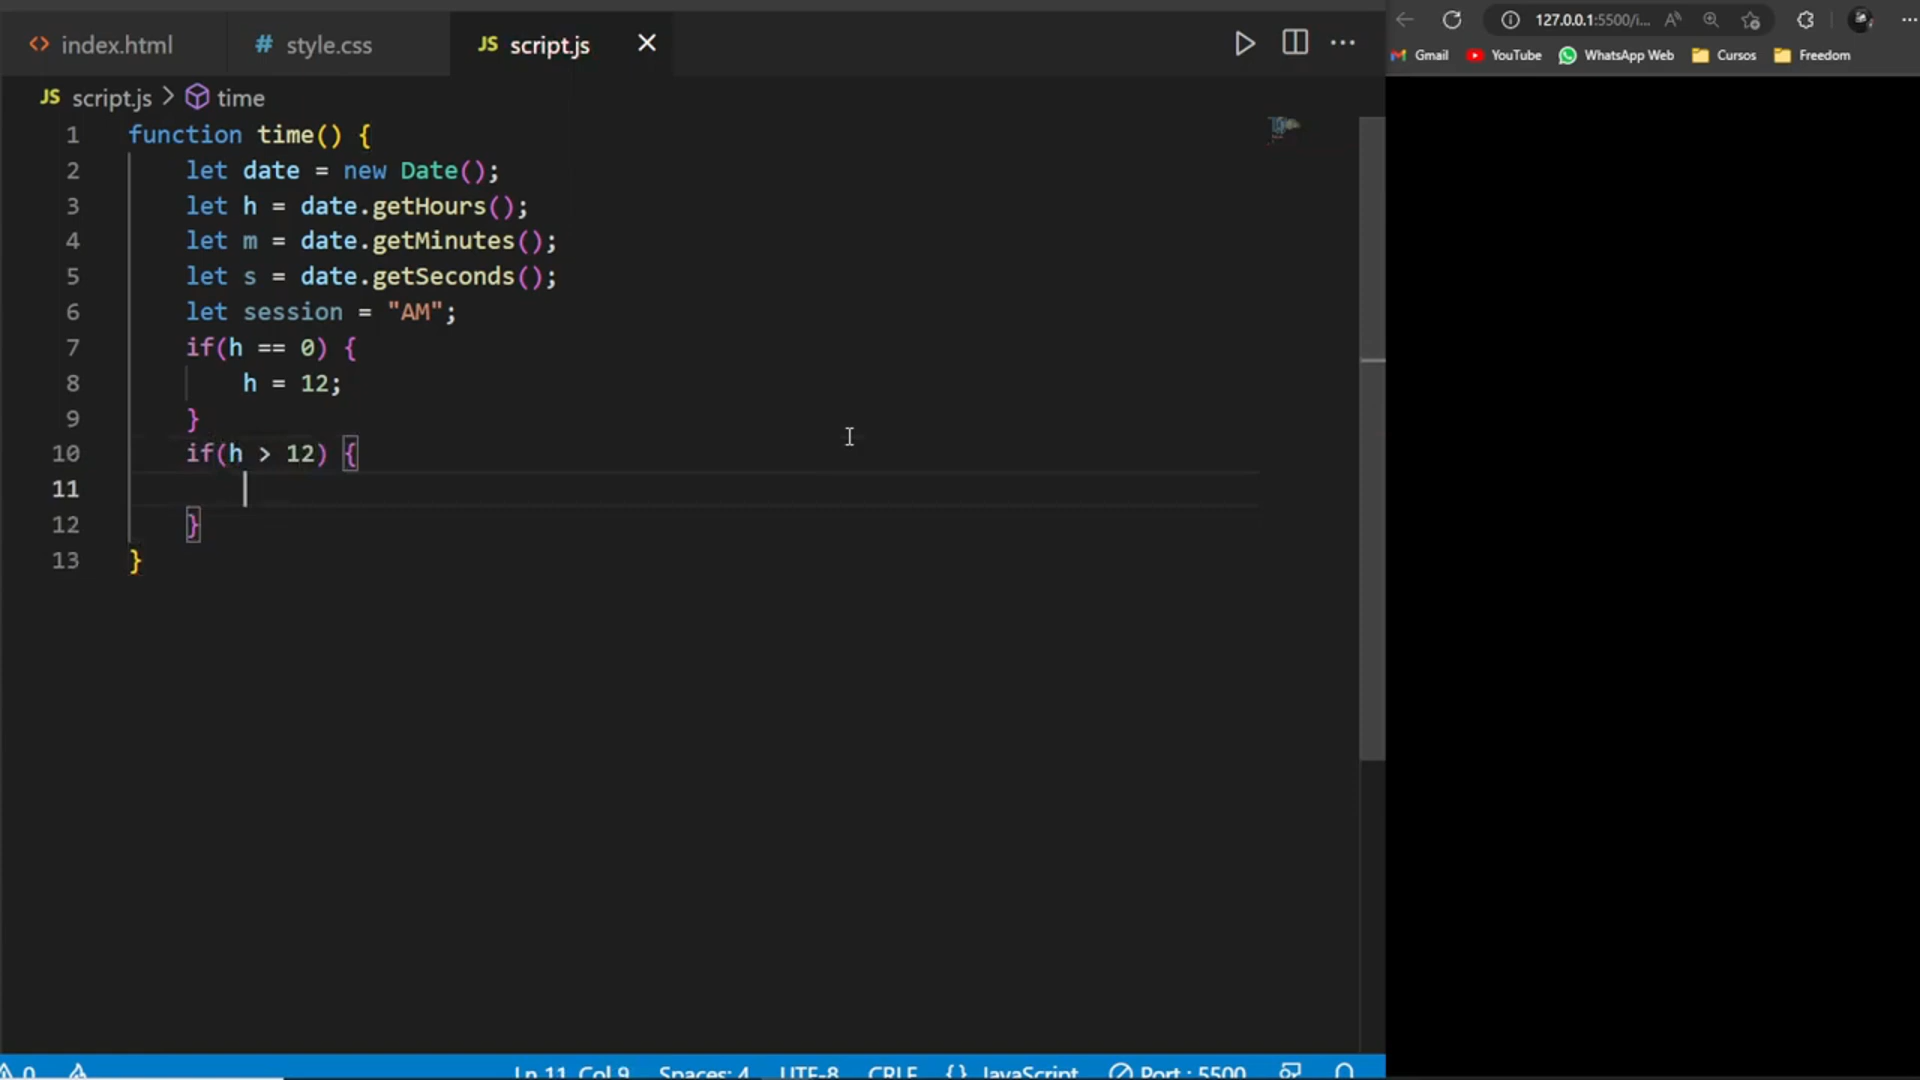 index.html
style.css
JS script.js
127.0.0.1:5500/i...
Gmail YouTube WhatsApp Web Cursos Freedom
JS script.js > time
1 function time() {
2 let date = new Date();
3 let h = date.getHours();
4 let m = date.getMinutes();
5 let s = date.getSeconds();
6 let session = "AM";
7 if(h == 0) {
8 h = 12;
9 }
10 if(h > 12) {
11
12 }
13 }
0 Ln 11, Col 9 Spaces: 4 UTF-8 CRLF {} JavaScript Port : 5500